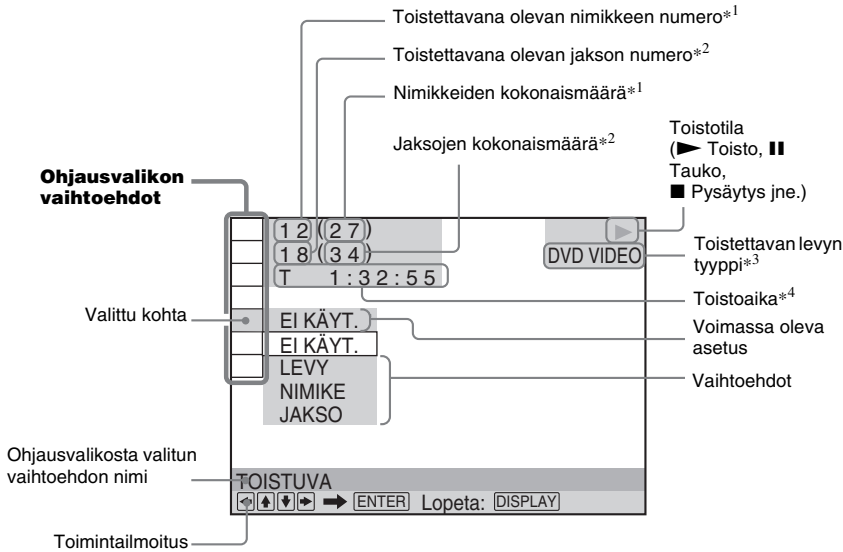 Toistettavana olevan nimikkeen numero*1
Toistettavana olevan jakson numero*2
Nimikkeiden kokonaismäärä*1
Jaksojen kokonaismäärä*2
Toistotila
(► Toisto, II
Tauko,
■ Pysäytys jne.)
Ohjausvalikon
vaihtoehdot
12(27)
18(34)
T 1:32:55
►
DVD VIDEO
Toistettavan levyn
tyyppi*3
Toistoaika*4
Valittu kohta
EI KÄYT.
Voimassa oleva
asetus
EI KÄYT.
LEVY
NIMIKE
JAKSO
Vaihtoehdot
Ohjausvalikosta valitun
vaihtoehdon nimi
TOISTUVA
←↑↓→ ➡ ENTER Lopeta: DISPLAY
Toimintailmoitus